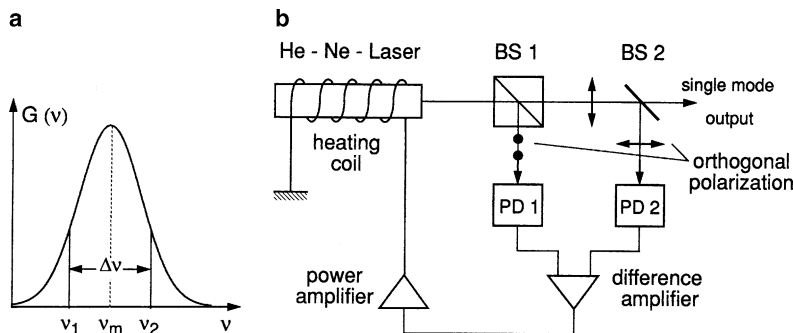 a
G (ν)
Δν
ν1 νm ν2 ν
b
He - Ne - Laser
BS 1
BS 2
single mode
output
heating
coil
orthogonal
polarization
PD 1
PD 2
power
amplifier
difference
amplifier